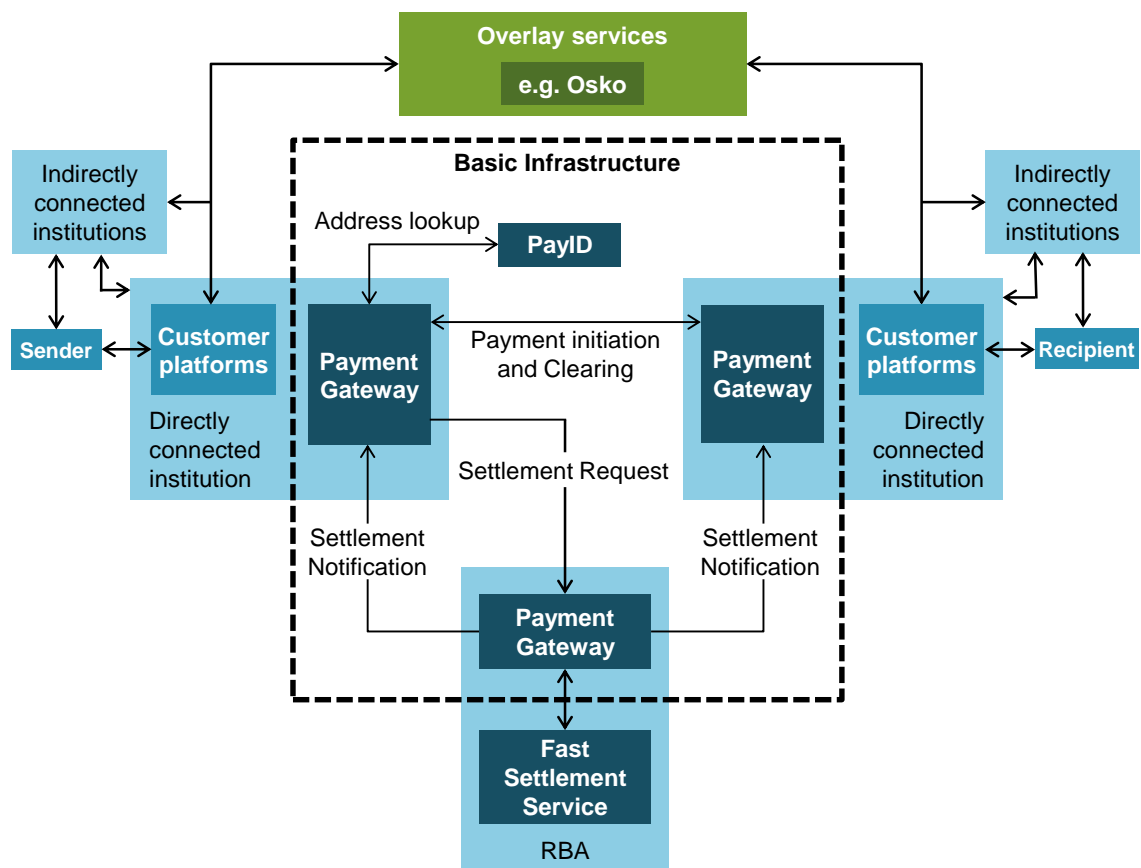 Overlay services
e.g. Osko
Basic Infrastructure
Indirectly
connected
institutions
Indirectly
connected
institutions
Address lookup
PayID
Sender
Customer
platforms
Payment
Gateway
Payment initiation
and Clearing
Payment
Gateway
Customer
platforms
Recipient
Directly
connected
institution
Directly
connected
institution
Settlement Request
Settlement
Notification
Settlement
Notification
Payment
Gateway
Fast
Settlement
Service
RBA